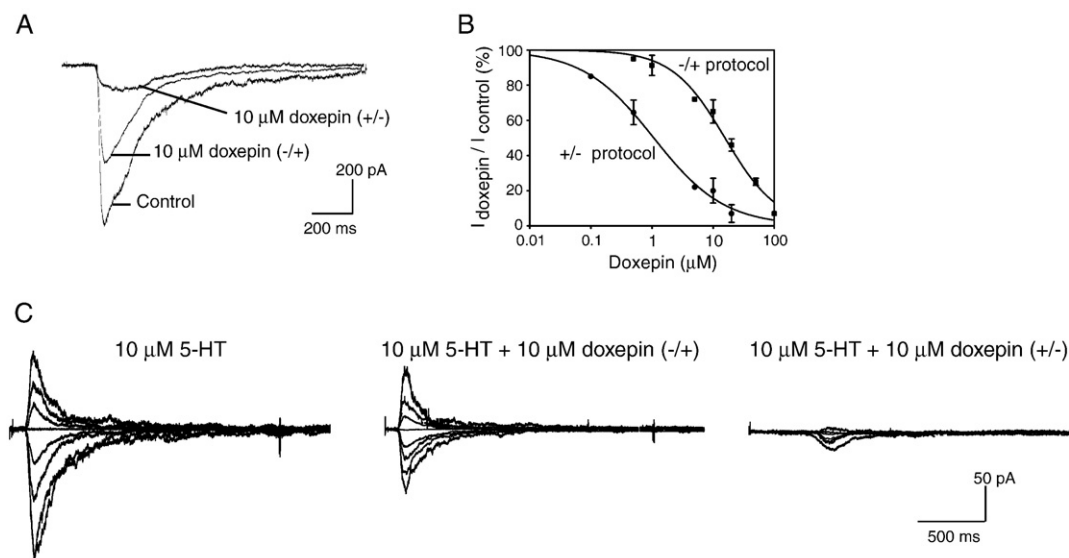 A
10 μM doxepin (+/-)
10 μM doxepin (-/+)
Control
200 pA
200 ms
B
I doxepin / I control (%)
100
80
60
40
20
0
-/+ protocol
+/- protocol
0.01 0.1 1 10 100
Doxepin (μM)
C
10 μM 5-HT
10 μM 5-HT + 10 μM doxepin (-/+)
10 μM 5-HT + 10 μM doxepin (+/-)
50 pA
500 ms